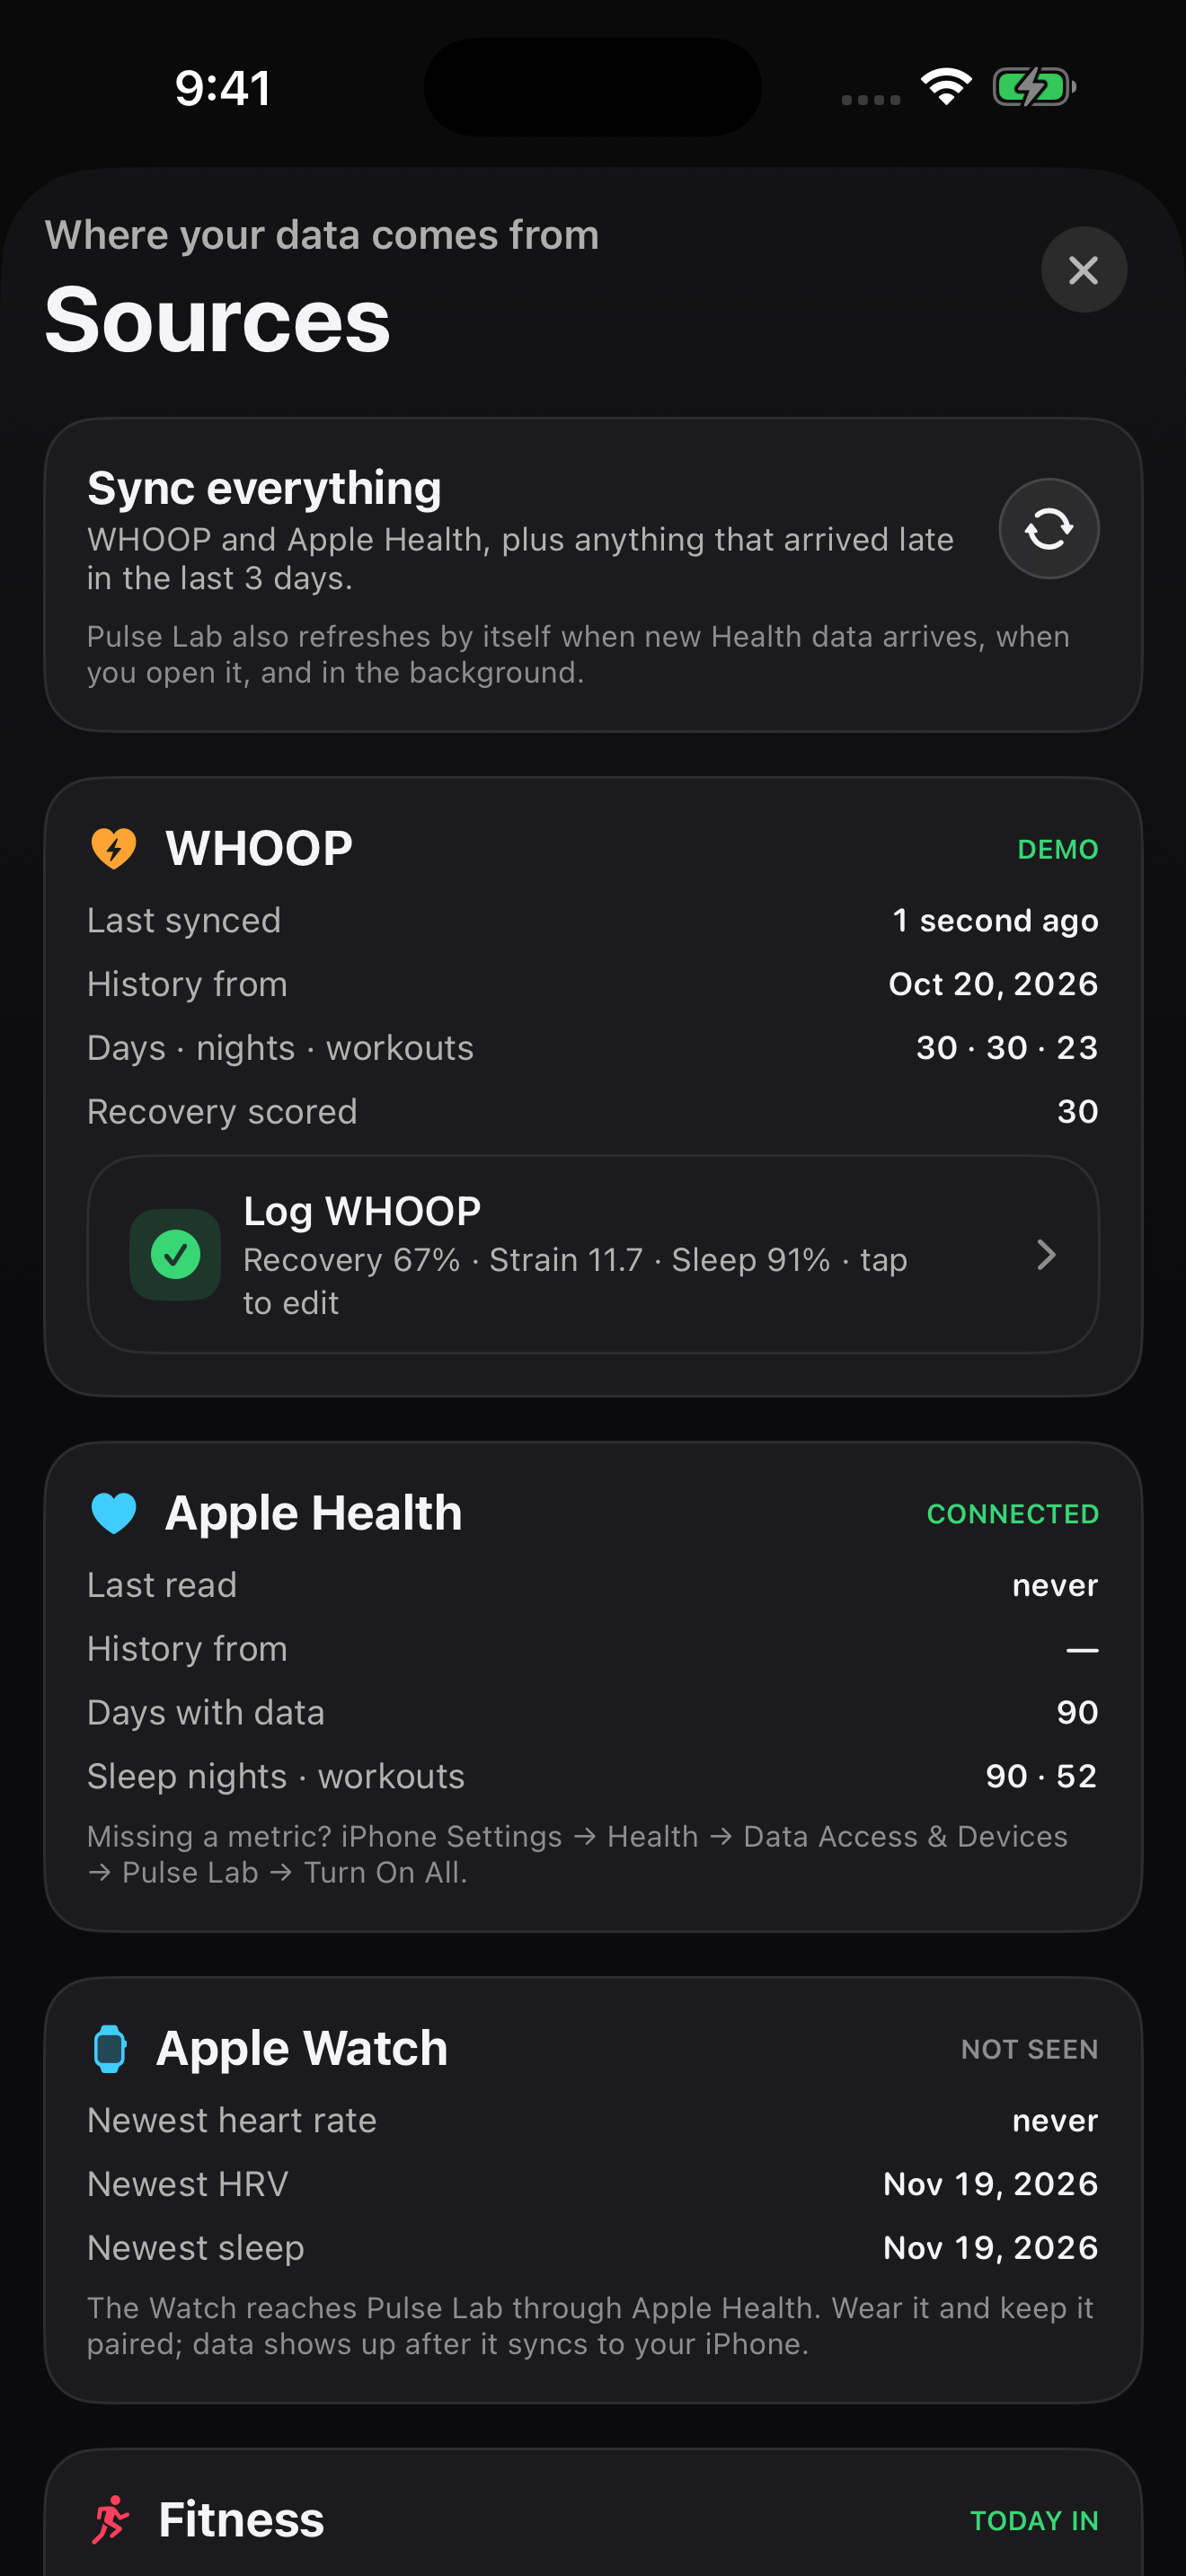 9:41
Where your data comes from
Sources
Sync everything
WHOOP and Apple Health, plus anything that arrived late
in the last 3 days.
Pulse Lab also refreshes by itself when new Health data arrives, when
you open it, and in the background.
WHOOP DEMO
Last synced 1 second ago
History from Oct 20, 2026
Days · nights · workouts 30 · 30 · 23
Recovery scored 30
Log WHOOP
Recovery 67% · Strain 11.7 · Sleep 91% · tap
to edit
Apple Health CONNECTED
Last read never
History from —
Days with data 90
Sleep nights · workouts 90 · 52
Missing a metric? iPhone Settings → Health → Data Access & Devices
→ Pulse Lab → Turn On All.
Apple Watch NOT SEEN
Newest heart rate never
Newest HRV Nov 19, 2026
Newest sleep Nov 19, 2026
The Watch reaches Pulse Lab through Apple Health. Wear it and keep it
paired; data shows up after it syncs to your iPhone.
Fitness TODAY IN